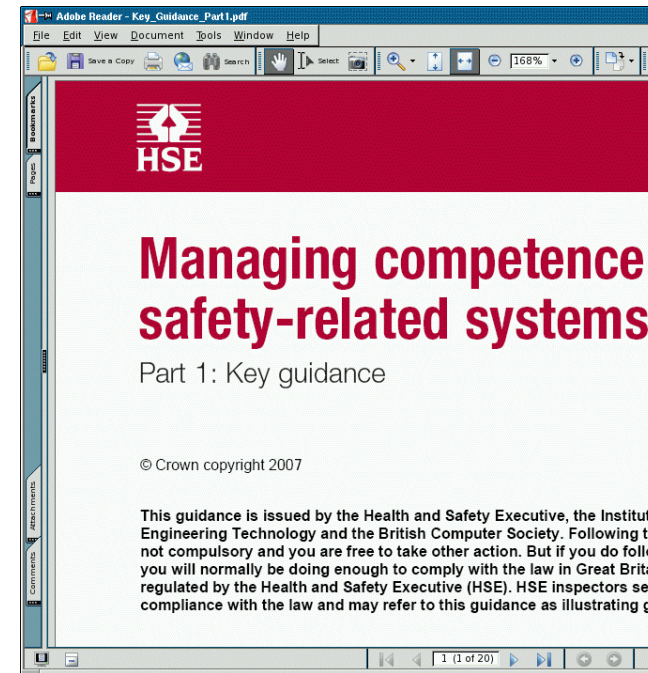 Adobe Reader - Key_Guidance_Part1.pdf
File Edit View Document Tools Window Help
Save a Copy Search Select 168%
Bookmarks
Pages
HSE
Managing competence
safety-related systems
Part 1: Key guidance
© Crown copyright 2007
This guidance is issued by the Health and Safety Executive, the Institut
Engineering Technology and the British Computer Society. Following t
not compulsory and you are free to take other action. But if you do foll
you will normally be doing enough to comply with the law in Great Brit
regulated by the Health and Safety Executive (HSE). HSE inspectors se
compliance with the law and may refer to this guidance as illustrating g
Attachments
Comments
1 (1 of 20)